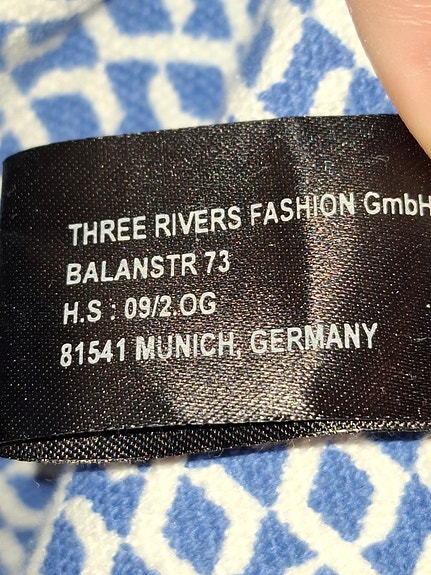 THREE RIVERS FASHION GmbH
BALANSTR 73
H.S : 09/2.OG
81541 MUNICH, GERMANY